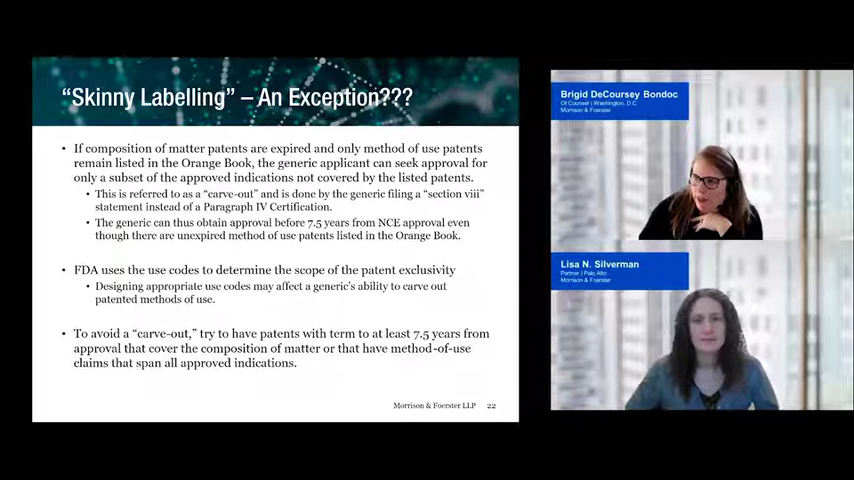 "Skinny Labelling" – An Exception???
• If composition of matter patents are expired and only method of use patents
remain listed in the Orange Book, the generic applicant can seek approval for
only a subset of the approved indications not covered by the listed patents.
• This is referred to as a "carve-out" and is done by the generic filing a "section viii"
statement instead of a Paragraph IV Certification.
• The generic can thus obtain approval before 7.5 years from NCE approval even
though there are unexpired method of use patents listed in the Orange Book.
• FDA uses the use codes to determine the scope of the patent exclusivity
• Designing appropriate use codes may affect a generic's ability to carve out
patented methods of use.
• To avoid a "carve-out," try to have patents with term to at least 7.5 years from
approval that cover the composition of matter or that have method-of-use
claims that span all approved indications.
Morrison & Foerster LLP 22
Brigid DeCoursey Bondoc
Of Counsel | Washington, D.C.
Morrison & Foerster
Lisa N. Silverman
Partner | Palo Alto
Morrison & Foerster